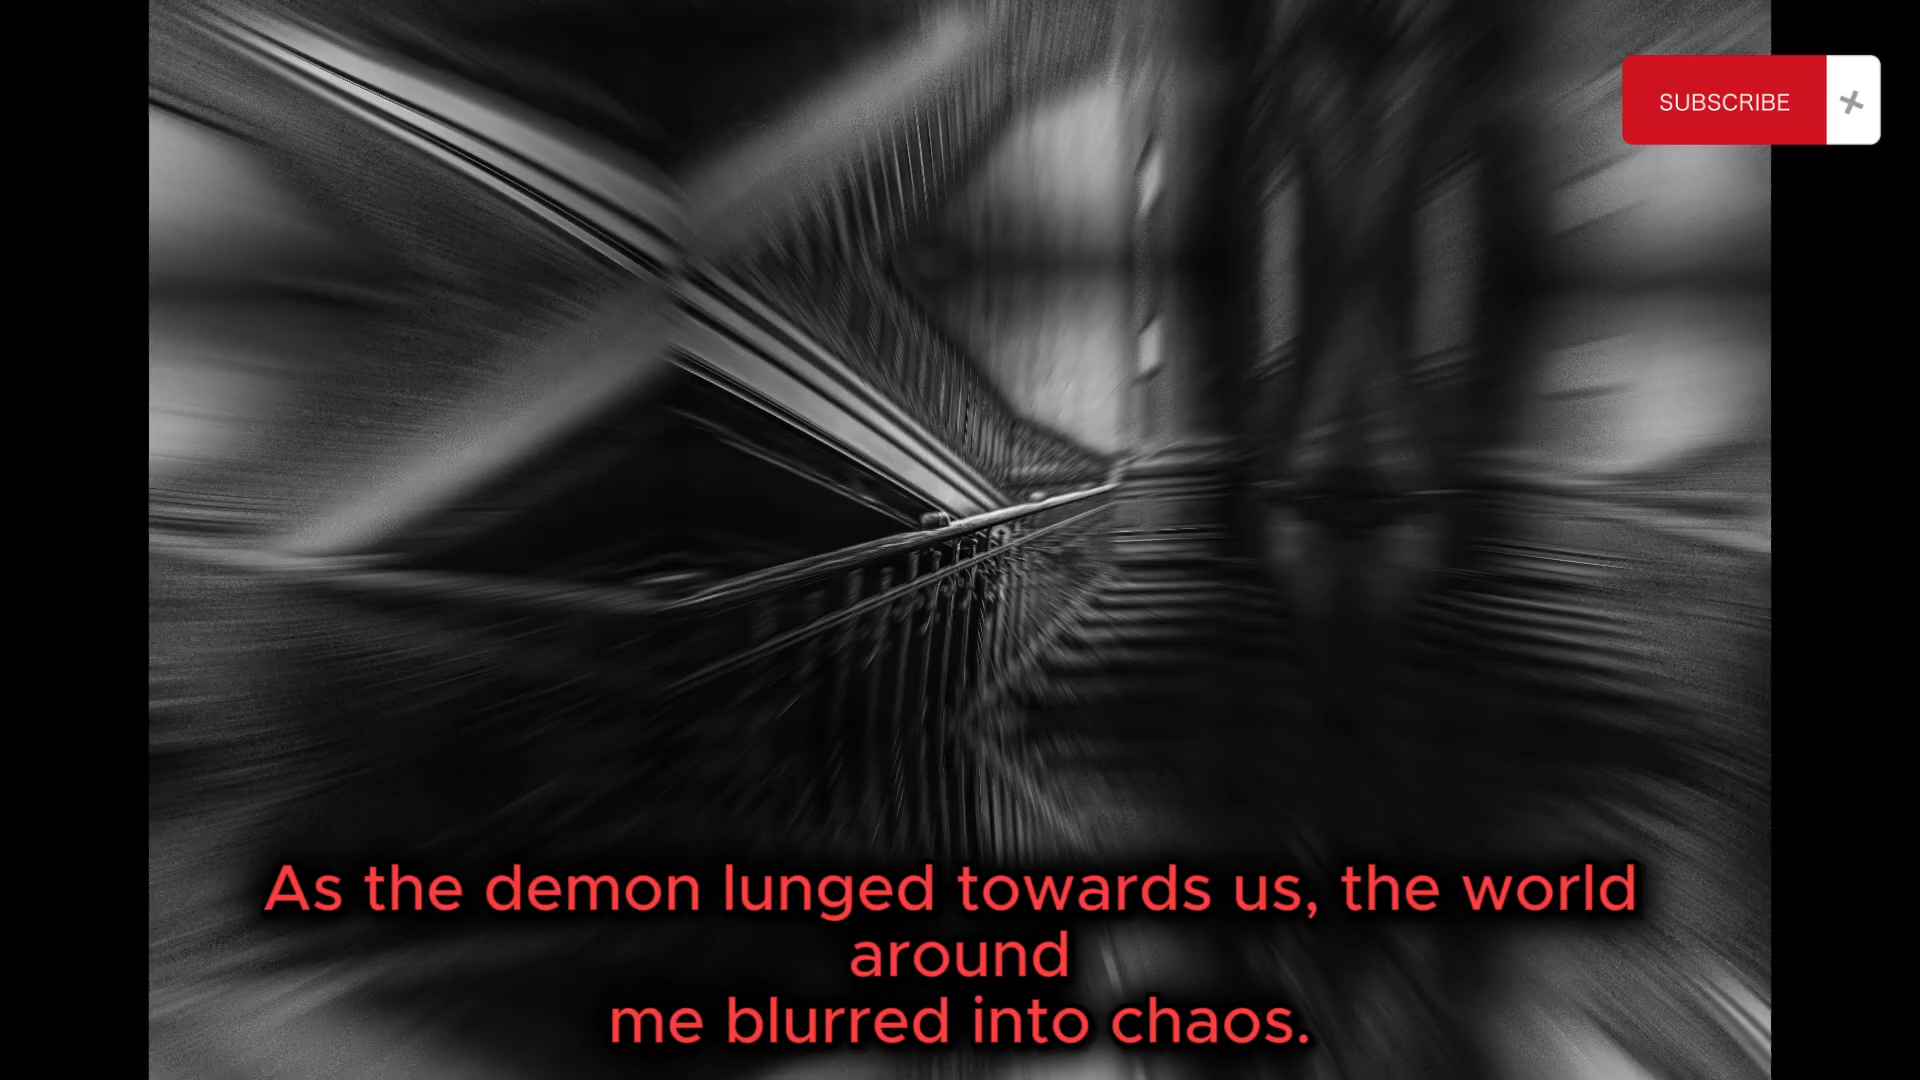 SUBSCRIBE
As the demon lunged towards us, the world
around
me blurred into chaos.